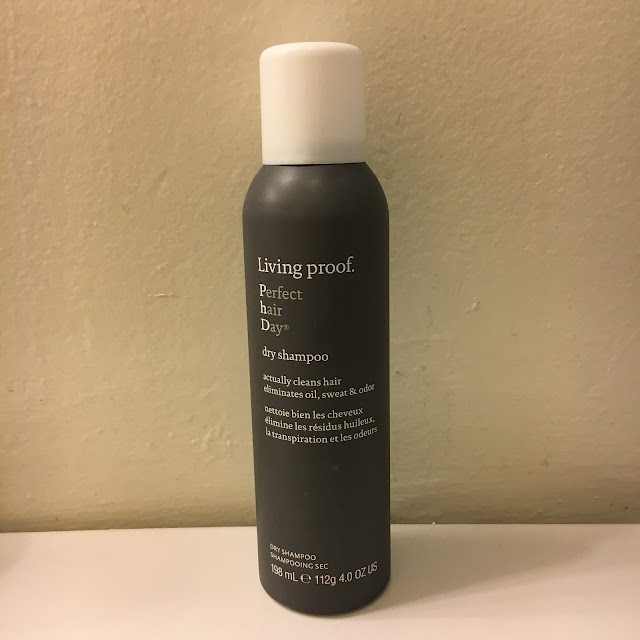 Living proof.
Perfect
hair
Day®
dry shampoo
actually cleans hair
eliminates oil, sweat & odor
nettoie bien les cheveux
élimine les résidus huileux,
la transpiration et les odeurs
DRY SHAMPOO
SHAMPOOING SEC
198 mL ℮ 112g 4.0 OZ US